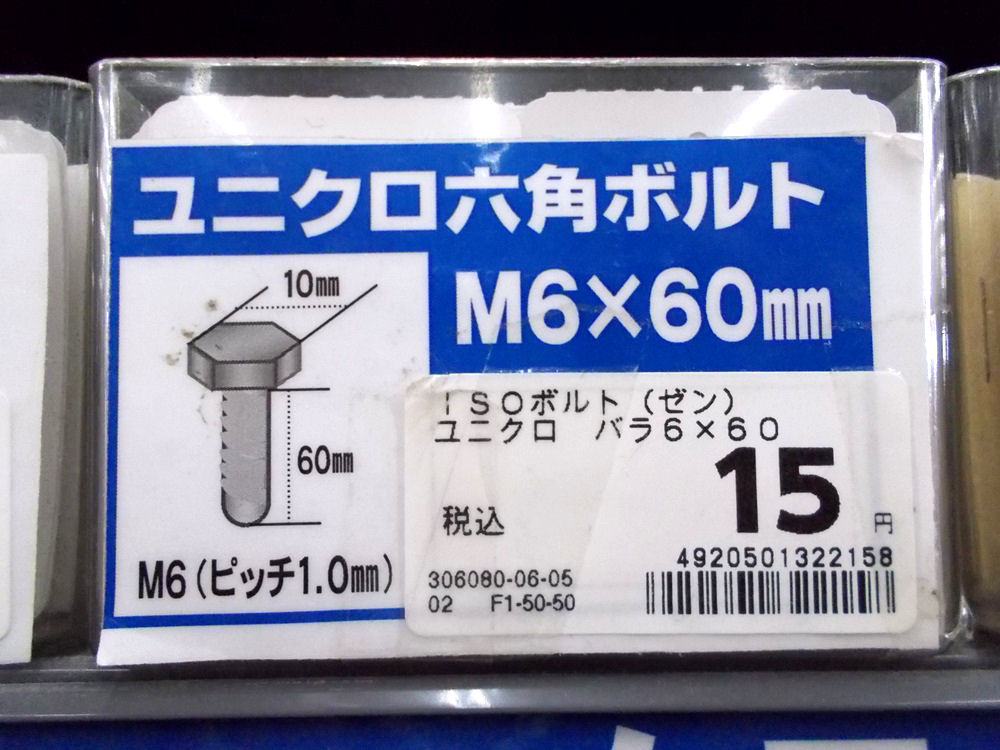 ユニクロ六角ボルト
M6×60mm
10mm
60mm
M6(ピッチ1.0mm)
ISOボルト(ゼン)
ユニクロ バラ6×60
15円
税込
4920501322158
306080-06-05
02 F1-50-50